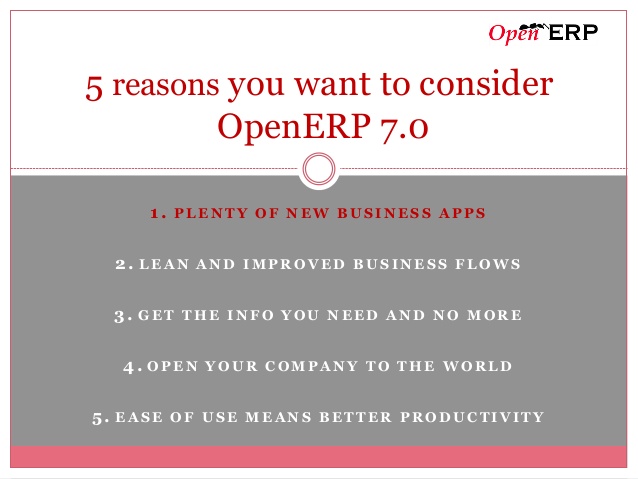 Open ERP
5 reasons you want to consider
OpenERP 7.0
1. PLENTY OF NEW BUSINESS APPS
2. LEAN AND IMPROVED BUSINESS FLOWS
3. GET THE INFO YOU NEED AND NO MORE
4. OPEN YOUR COMPANY TO THE WORLD
5. EASE OF USE MEANS BETTER PRODUCTIVITY